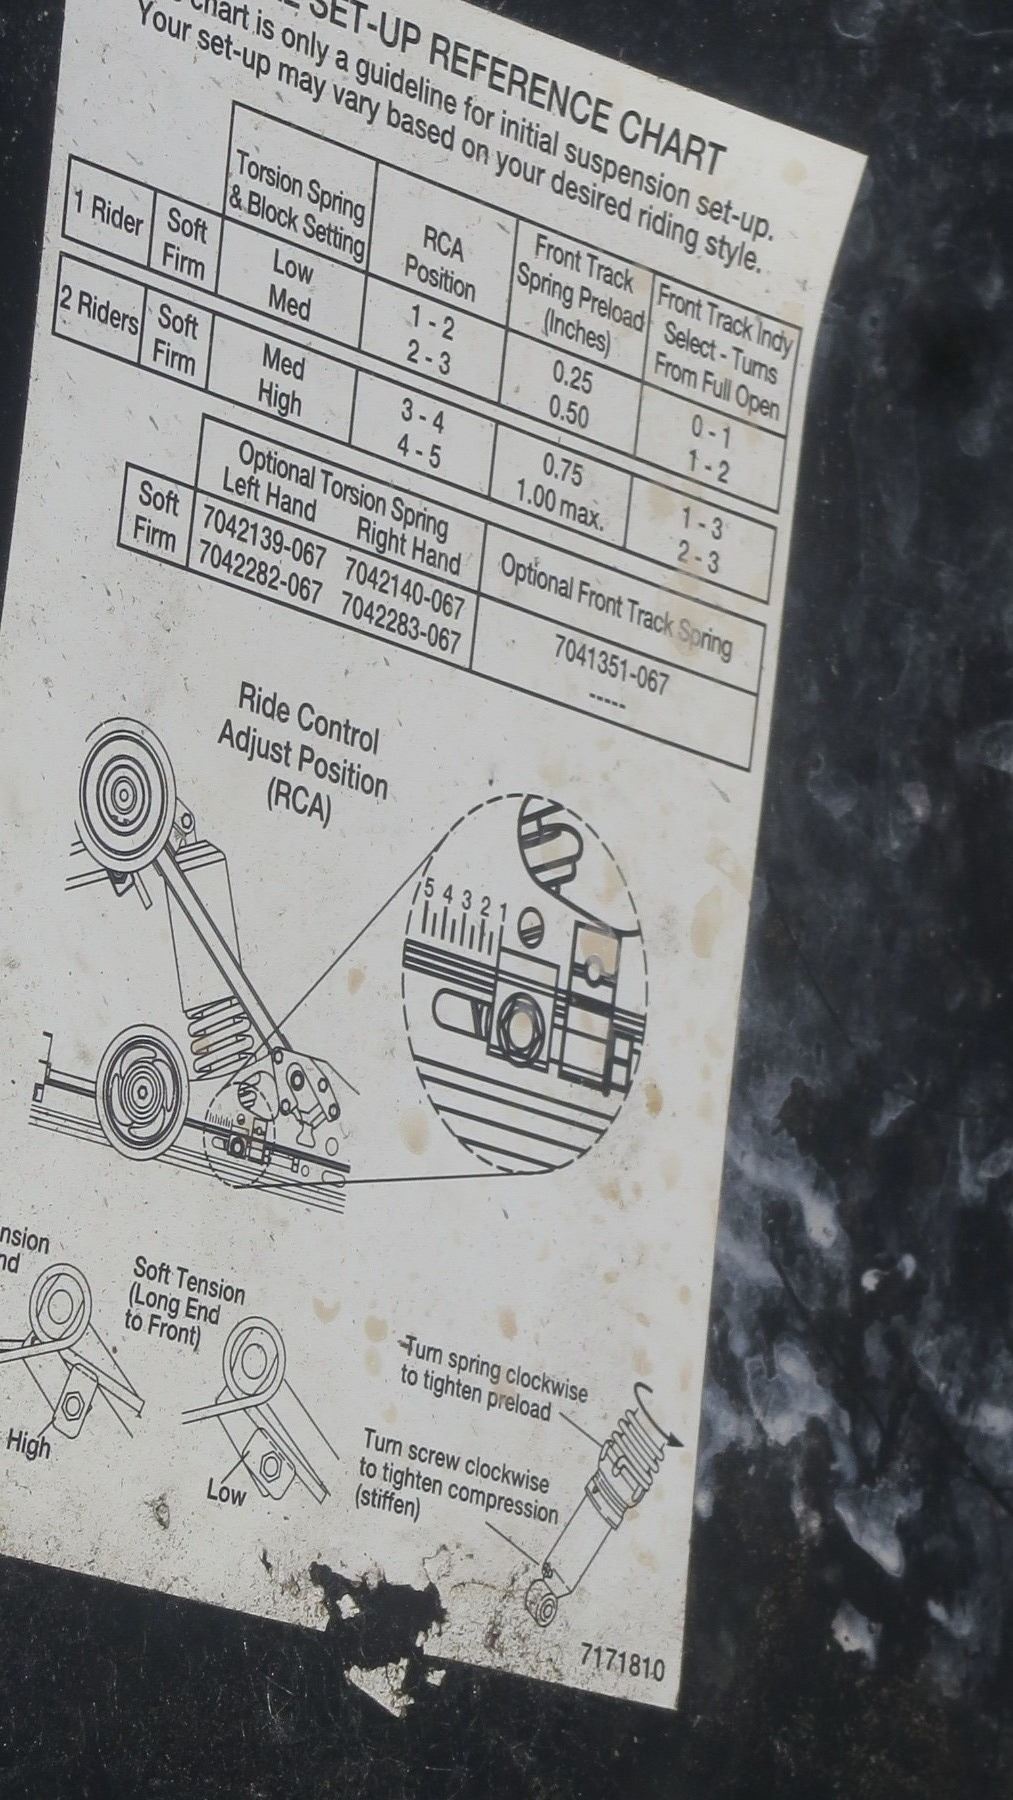 SET-UP REFERENCE CHART
chart is only a guideline for initial suspension set-up.
Your set-up may vary based on your desired riding style.
Torsion Spring
& Block Setting
RCA
Position
Front Track
Spring Preload
(Inches)
Front Track Indy
Select - Turns
From Full Open
1 Rider
Soft
Firm
Low
Med
1 - 2
2 - 3
0.25
0.50
0 - 1
1 - 2
2 Riders
Soft
Firm
Med
High
3 - 4
4 - 5
0.75
1.00 max.
1 - 3
2 - 3
Optional Torsion Spring
Left Hand Right Hand
Optional Front Track Spring
Soft
Firm
7042139-067 7042140-067
7042282-067 7042283-067
7041351-067
-----
Ride Control
Adjust Position
(RCA)
5 4 3 2 1
Soft Tension
(Long End
to Front)
High
Low
Turn spring clockwise
to tighten preload
Turn screw clockwise
to tighten compression
(stiffen)
7171810